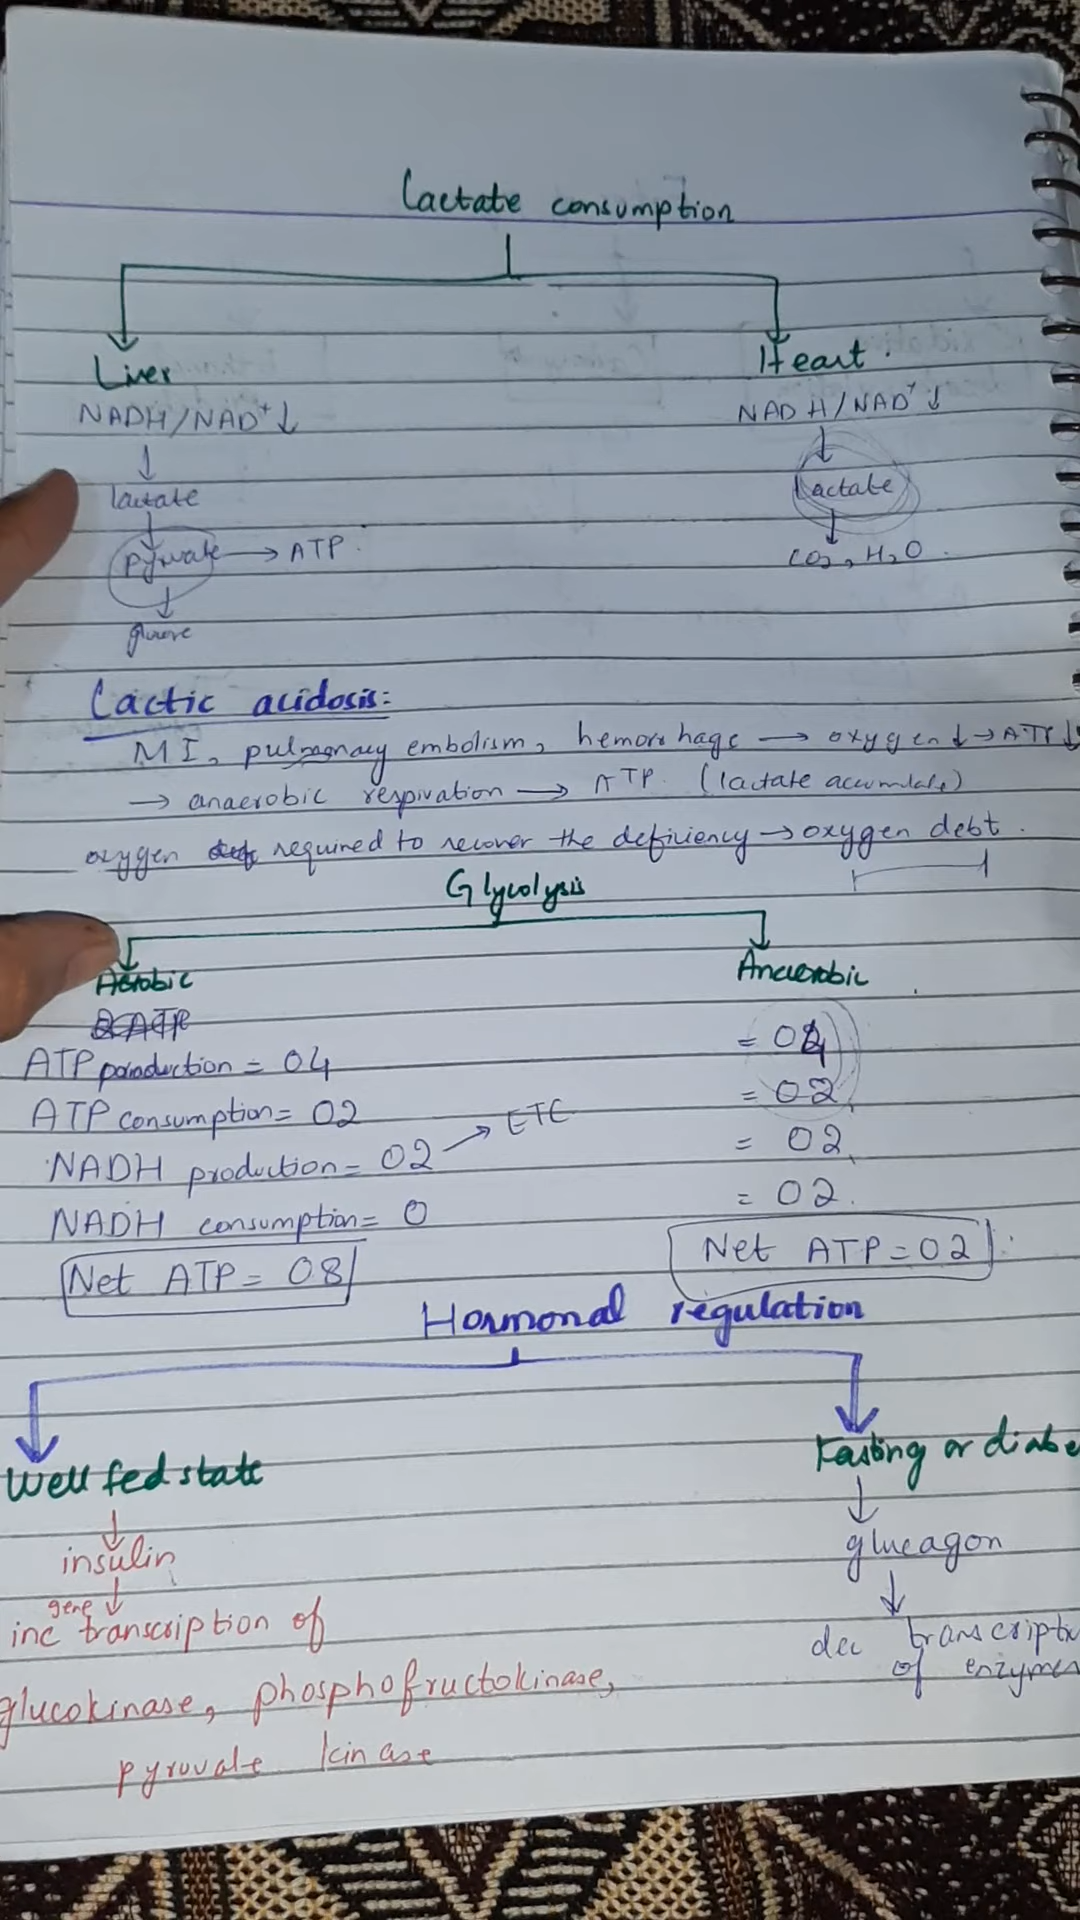 Lactate consumption
Liver
Heart.
NADH/NAD+↓
NADH/NAD+↓
↓
↓
lactate
Lactate
↓
↓
pyruvate → ATP.
CO2, H2O.
↓
Lactic acidosis:
MI, pulmonary embolism, hemorrhage → oxygen↓→ATP↓
→ anaerobic respiration → ATP. (lactate accumulate)
oxygen required to recover the deficiency → oxygen debt.
Glycolysis
Aerobic
Anaerobic
ATP production = 04
= 04
ATP consumption = 02
= 02
NADH production = 02 → ETC
= 02
NADH consumption = 0
= 02.
Net ATP = 08
Net ATP = 02
Hormonal regulation
Well fed state
Fasting or diabe
↓
↓
insulin
glucagon
gene ↓
↓
inc transcription of
dec transcriptio
of enzymes
glucokinase, phosphofructokinase,
pyruvate kinase